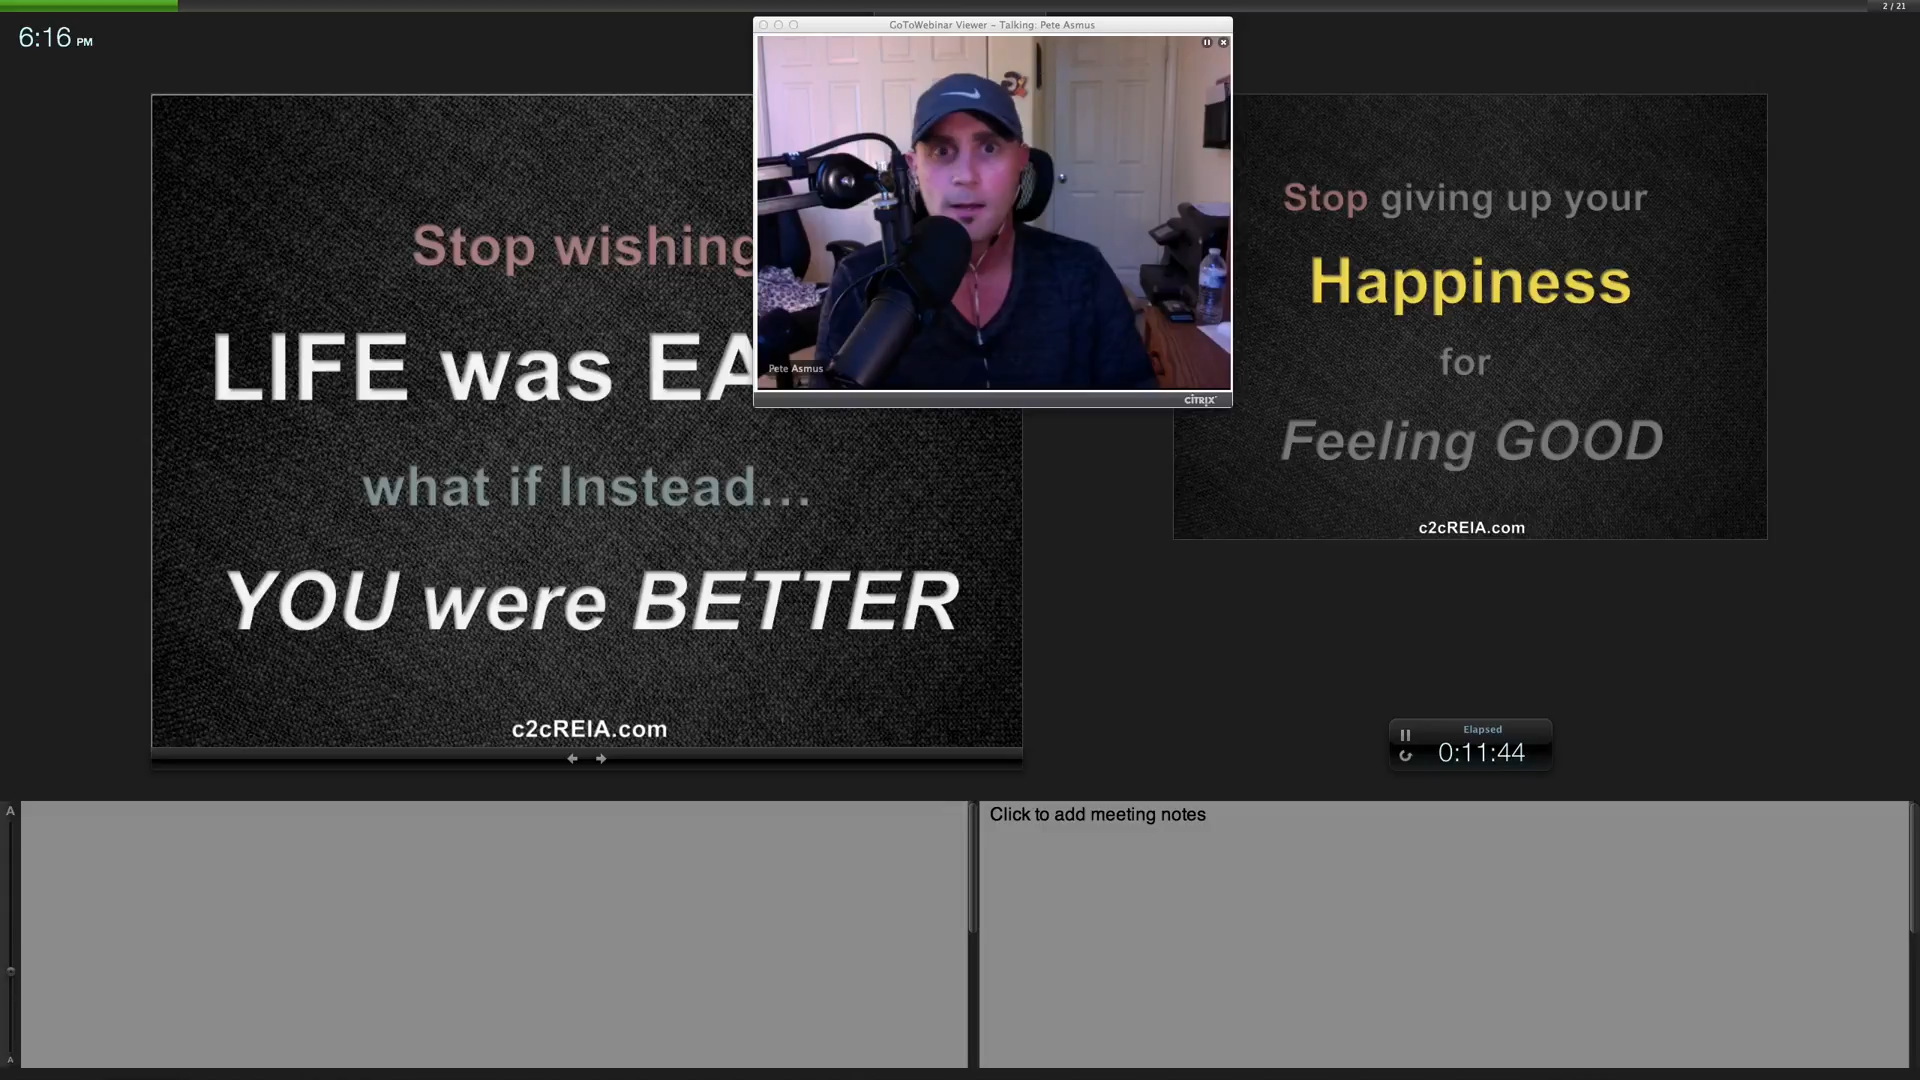 2 / 21
6:16 PM
GoToWebinar Viewer - Talking: Pete Asmus
Pete Asmus
CITRIX
Stop wishing
LIFE was EA
what if Instead...
YOU were BETTER
c2cREIA.com
Stop giving up your
Happiness
for
Feeling GOOD
c2cREIA.com
Elapsed
0:11:44
A
A
Click to add meeting notes